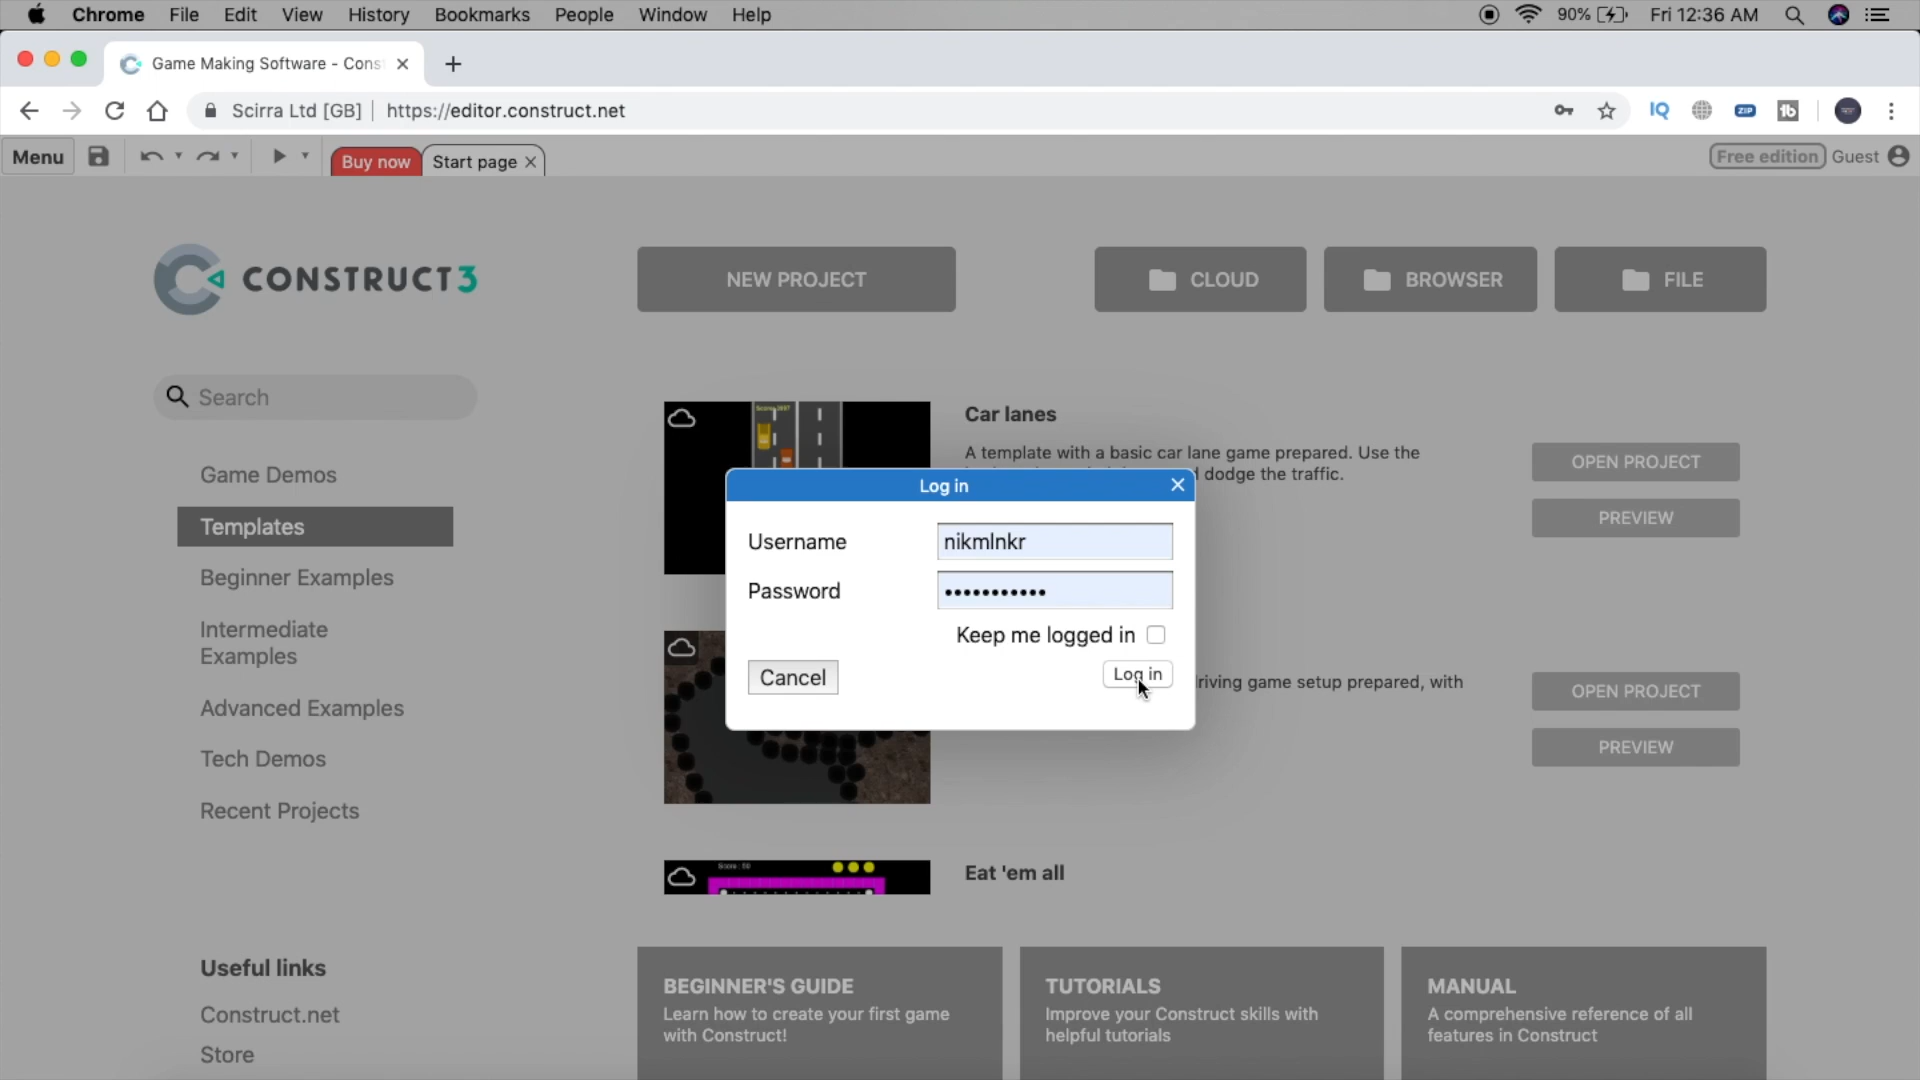 Chrome File Edit View History Bookmarks People Window Help 90% Fri 12:36 AM
Game Making Software - Cons
Scirra Ltd [GB] | https://editor.construct.net IQ ZIP tb
Menu Buy now Start page Free edition Guest
CONSTRUCT 3
NEW PROJECT CLOUD BROWSER FILE
Search
Game Demos
Templates
Beginner Examples
Intermediate
Examples
Advanced Examples
Tech Demos
Recent Projects
Useful links
Construct.net
Store
Car lanes
A template with a basic car lane game prepared. Use the
dodge the traffic.
OPEN PROJECT
PREVIEW
Log in
Username nikmlnkr
Password •••••••••••
Keep me logged in
Cancel Log in
riving game setup prepared, with
OPEN PROJECT
PREVIEW
Eat 'em all
BEGINNER'S GUIDE
Learn how to create your first game
with Construct!
TUTORIALS
Improve your Construct skills with
helpful tutorials
MANUAL
A comprehensive reference of all
features in Construct